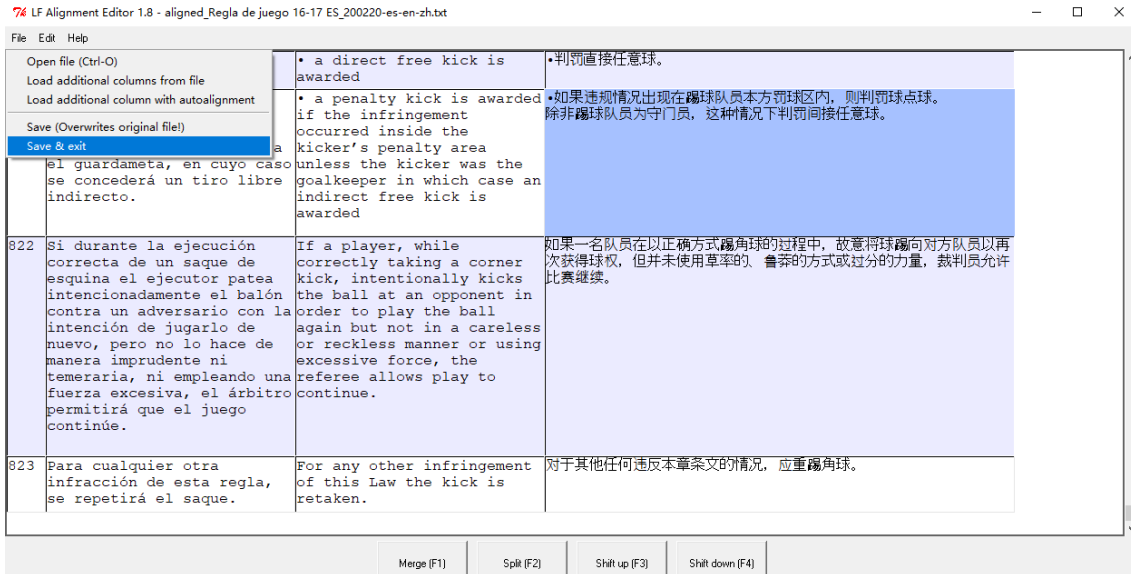 LF Alignment Editor 1.8 - aligned_Regla de juego 16-17 ES_200220-es-en-zh.txt
File Edit Help
Open file (Ctrl-O)
Load additional columns from file
Load additional column with autoalignment
Save (Overwrites original file!)
Save & exit
• a direct free kick is
awarded
•判罚直接任意球。
a
el guardameta, en cuyo caso
se concederá un tiro libre
indirecto.
• a penalty kick is awarded
if the infringement
occurred inside the
kicker's penalty area
unless the kicker was the
goalkeeper in which case an
indirect free kick is
awarded
•如果违规情况出现在踢球队员本方罚球区内，则判罚球点球。
除非踢球队员为守门员，这种情况下判罚间接任意球。
822
Si durante la ejecución
correcta de un saque de
esquina el ejecutor patea
intencionadamente el balón
contra un adversario con la
intención de jugarlo de
nuevo, pero no lo hace de
manera imprudente ni
temeraria, ni empleando una
fuerza excesiva, el árbitro
permitirá que el juego
continúe.
If a player, while
correctly taking a corner
kick, intentionally kicks
the ball at an opponent in
order to play the ball
again but not in a careless
or reckless manner or using
excessive force, the
referee allows play to
continue.
如果一名队员在以正确方式踢角球的过程中，故意将球踢向对方队员以再
次获得球权，但并未使用草率的、鲁莽的方式或过分的力量，裁判员允许
比赛继续。
823
Para cualquier otra
infracción de esta regla,
se repetirá el saque.
For any other infringement
of this Law the kick is
retaken.
对于其他任何违反本章条文的情况，应重踢角球。
Merge (F1)
Split (F2)
Shift up (F3)
Shift down (F4)